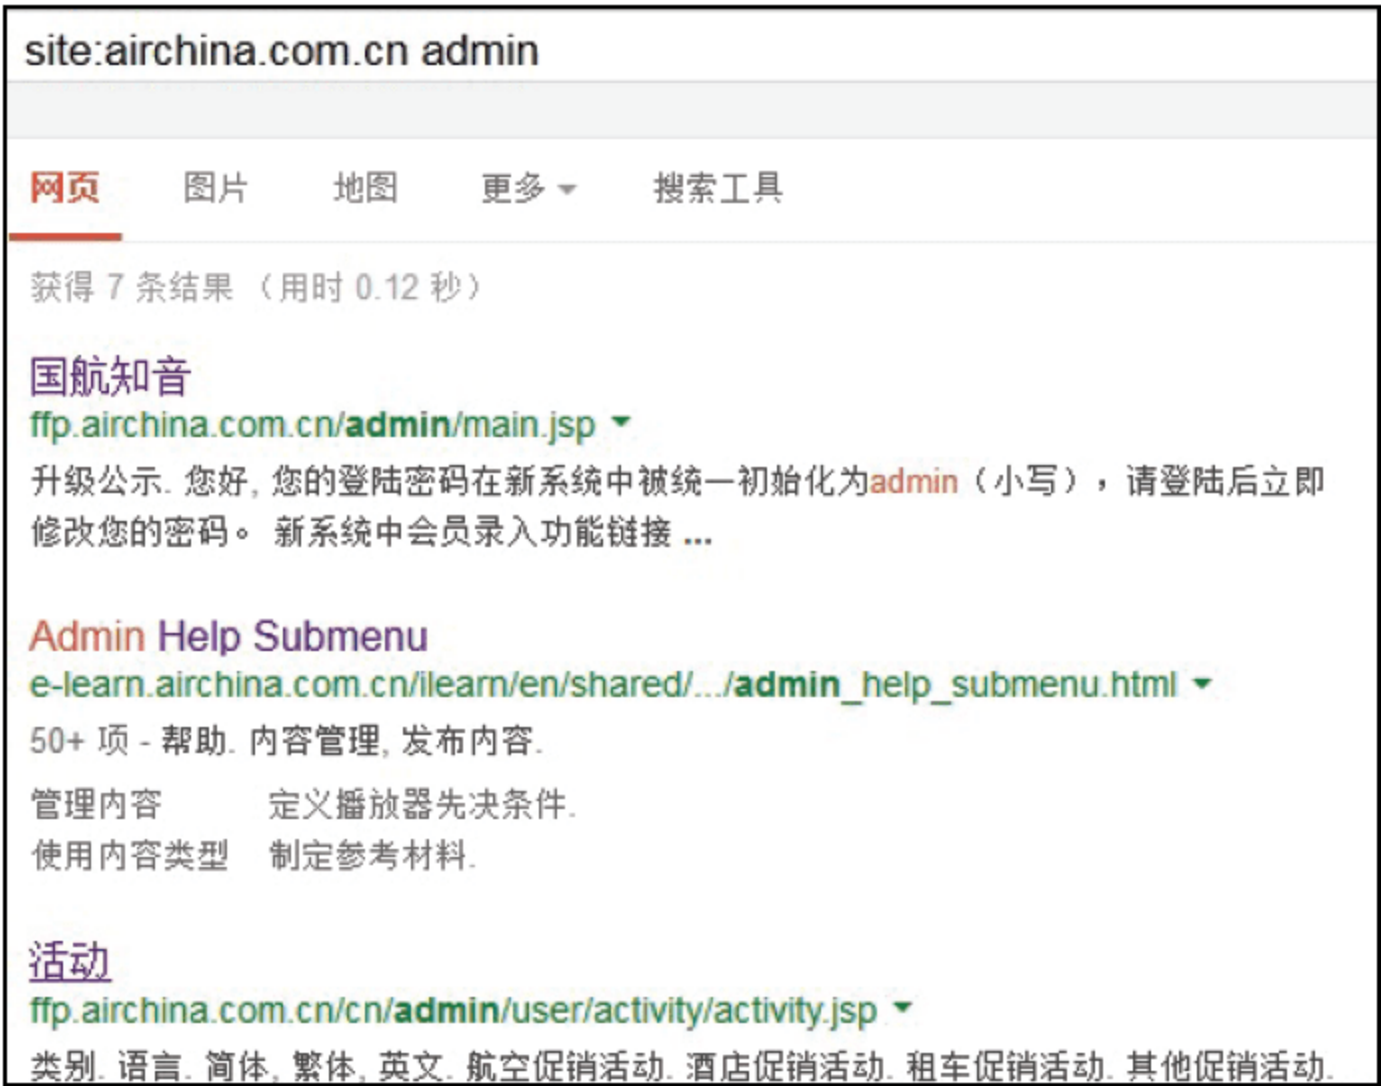 site:airchina.com.cn admin
网页 图片 地图 更多 搜索工具
获得 7 条结果 （用时 0.12 秒）
国航知音
ffp.airchina.com.cn/admin/main.jsp
升级公示. 您好, 您的登陆密码在新系统中被统一初始化为admin（小写），请登陆后立即
修改您的密码。 新系统中会员录入功能链接 ...
Admin Help Submenu
e-learn.airchina.com.cn/ilearn/en/shared/.../admin_help_submenu.html
50+ 项 - 帮助. 内容管理, 发布内容.
管理内容 定义播放器先决条件.
使用内容类型 制定参考材料.
活动
ffp.airchina.com.cn/cn/admin/user/activity/activity.jsp
类别. 语言. 简体, 繁体, 英文. 航空促销活动. 酒店促销活动. 租车促销活动. 其他促销活动.